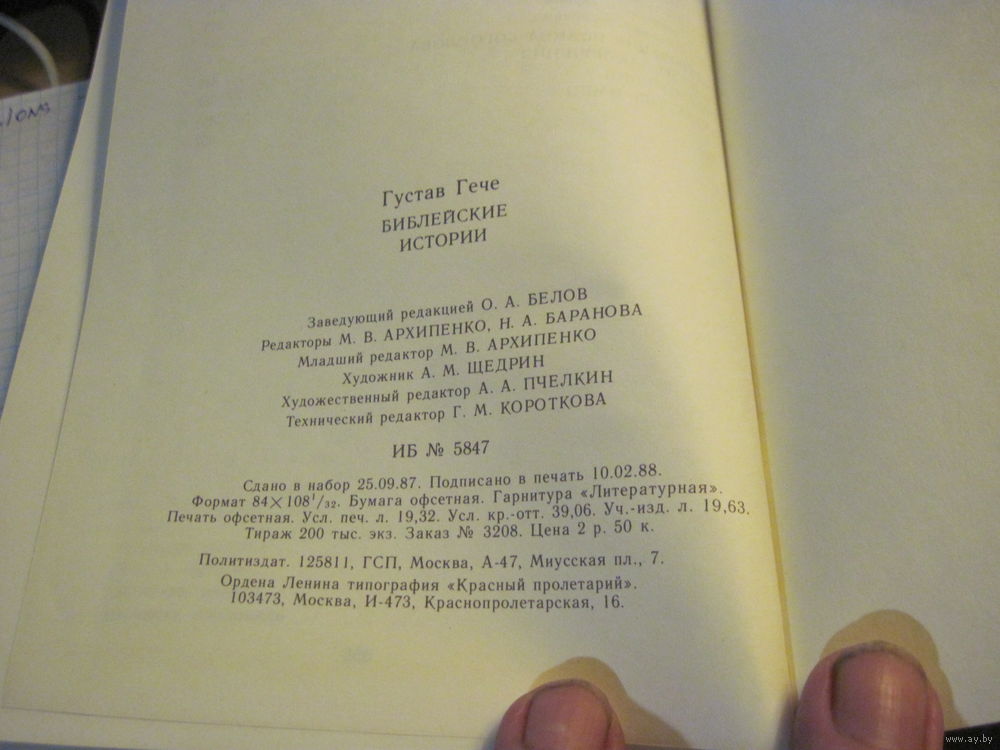 Густав Гече
БИБЛЕЙСКИЕ
ИСТОРИИ
Заведующий редакцией О. А. БЕЛОВ
Редакторы М. В. АРХИПЕНКО, Н. А. БАРАНОВА
Младший редактор М. В. АРХИПЕНКО
Художник А. М. ЩЕДРИН
Художественный редактор А. А. ПЧЕЛКИН
Технический редактор Г. М. КОРОТКОВА
ИБ № 5847
Сдано в набор 25.09.87. Подписано в печать 10.02.88.
Формат 84×108¹/₃₂. Бумага офсетная. Гарнитура «Литературная».
Печать офсетная. Усл. печ. л. 19,32. Усл. кр.-отт. 39,06. Уч.-изд. л. 19,63.
Тираж 200 тыс. экз. Заказ № 3208. Цена 2 р. 50 к.
Политиздат. 125811, ГСП, Москва, А-47, Миусская пл., 7.
Ордена Ленина типография «Красный пролетарий».
103473, Москва, И-473, Краснопролетарская, 16.
www.ay.by